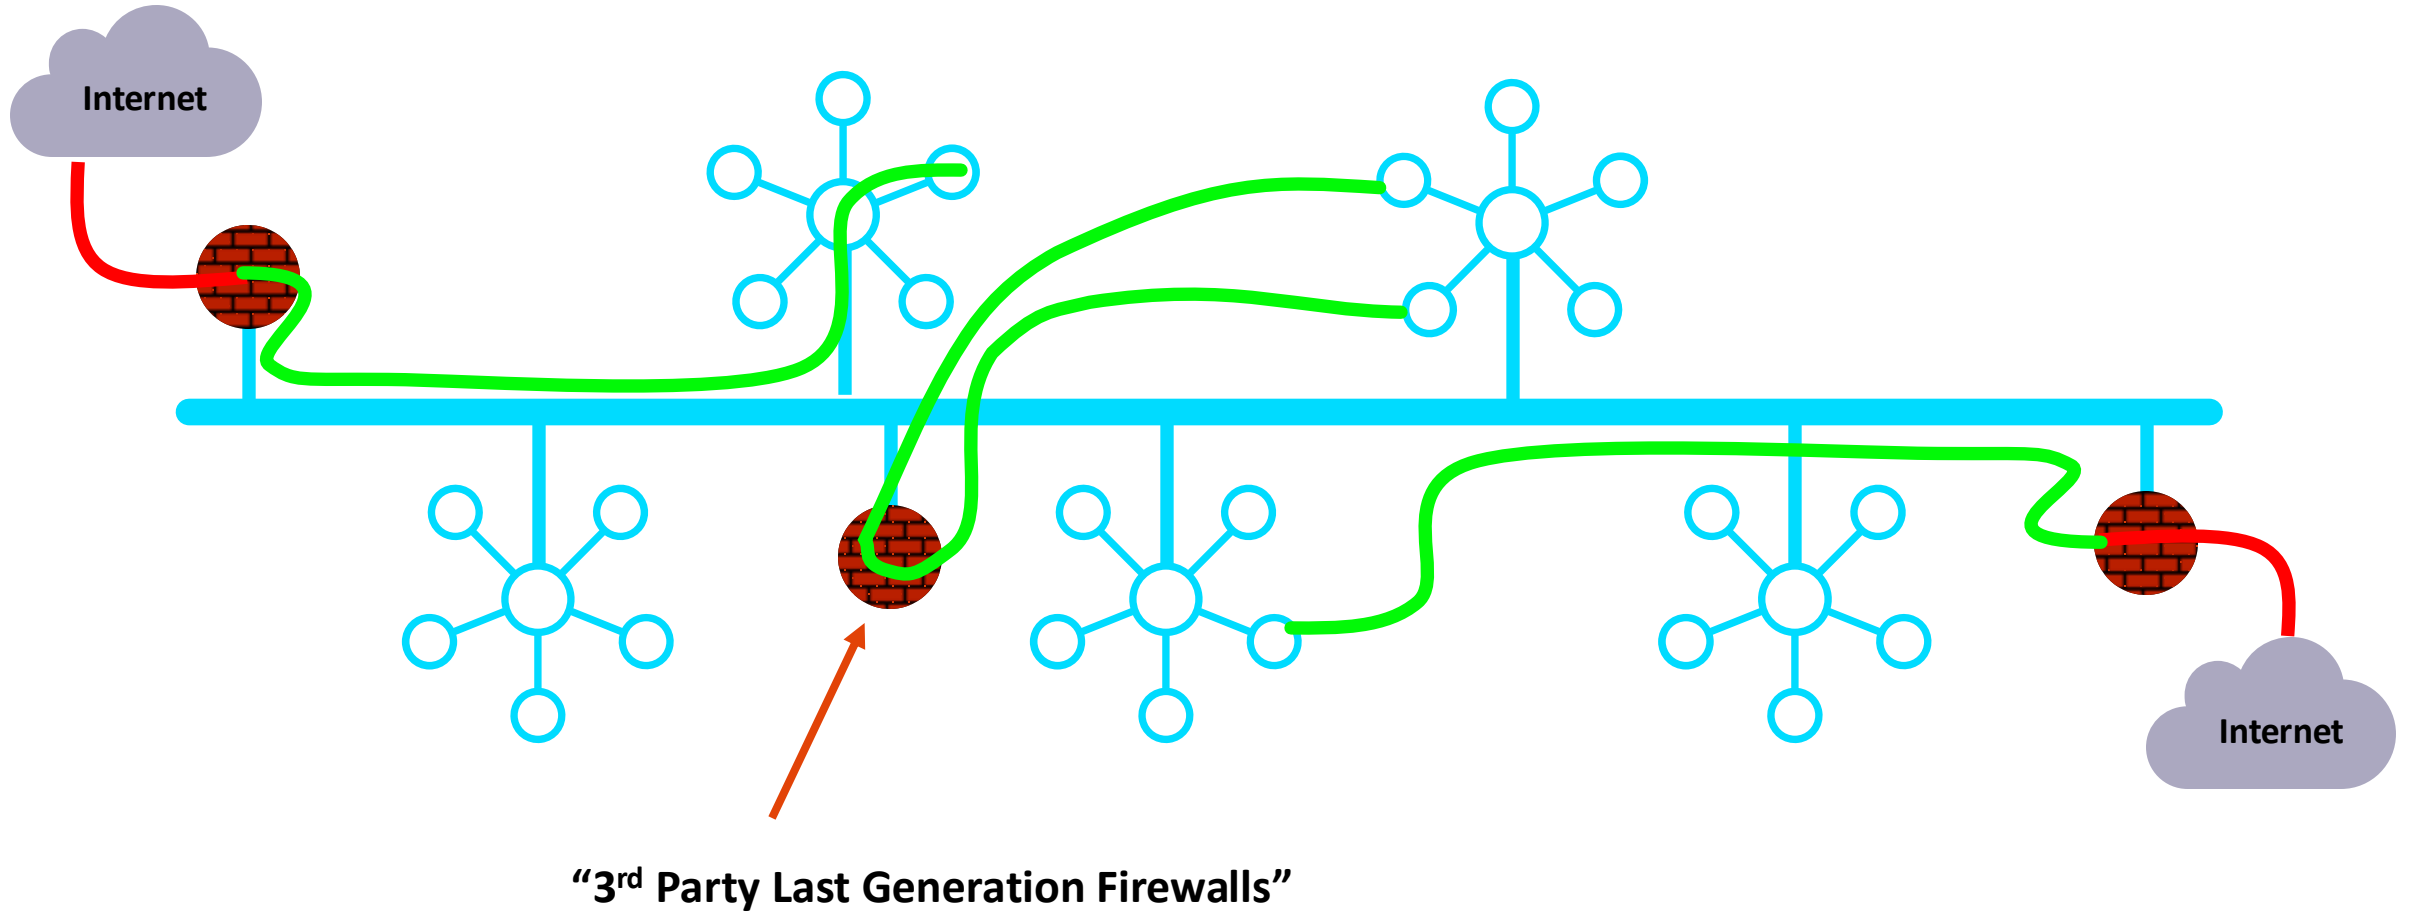 Internet
Internet
“3rd Party Last Generation Firewalls”